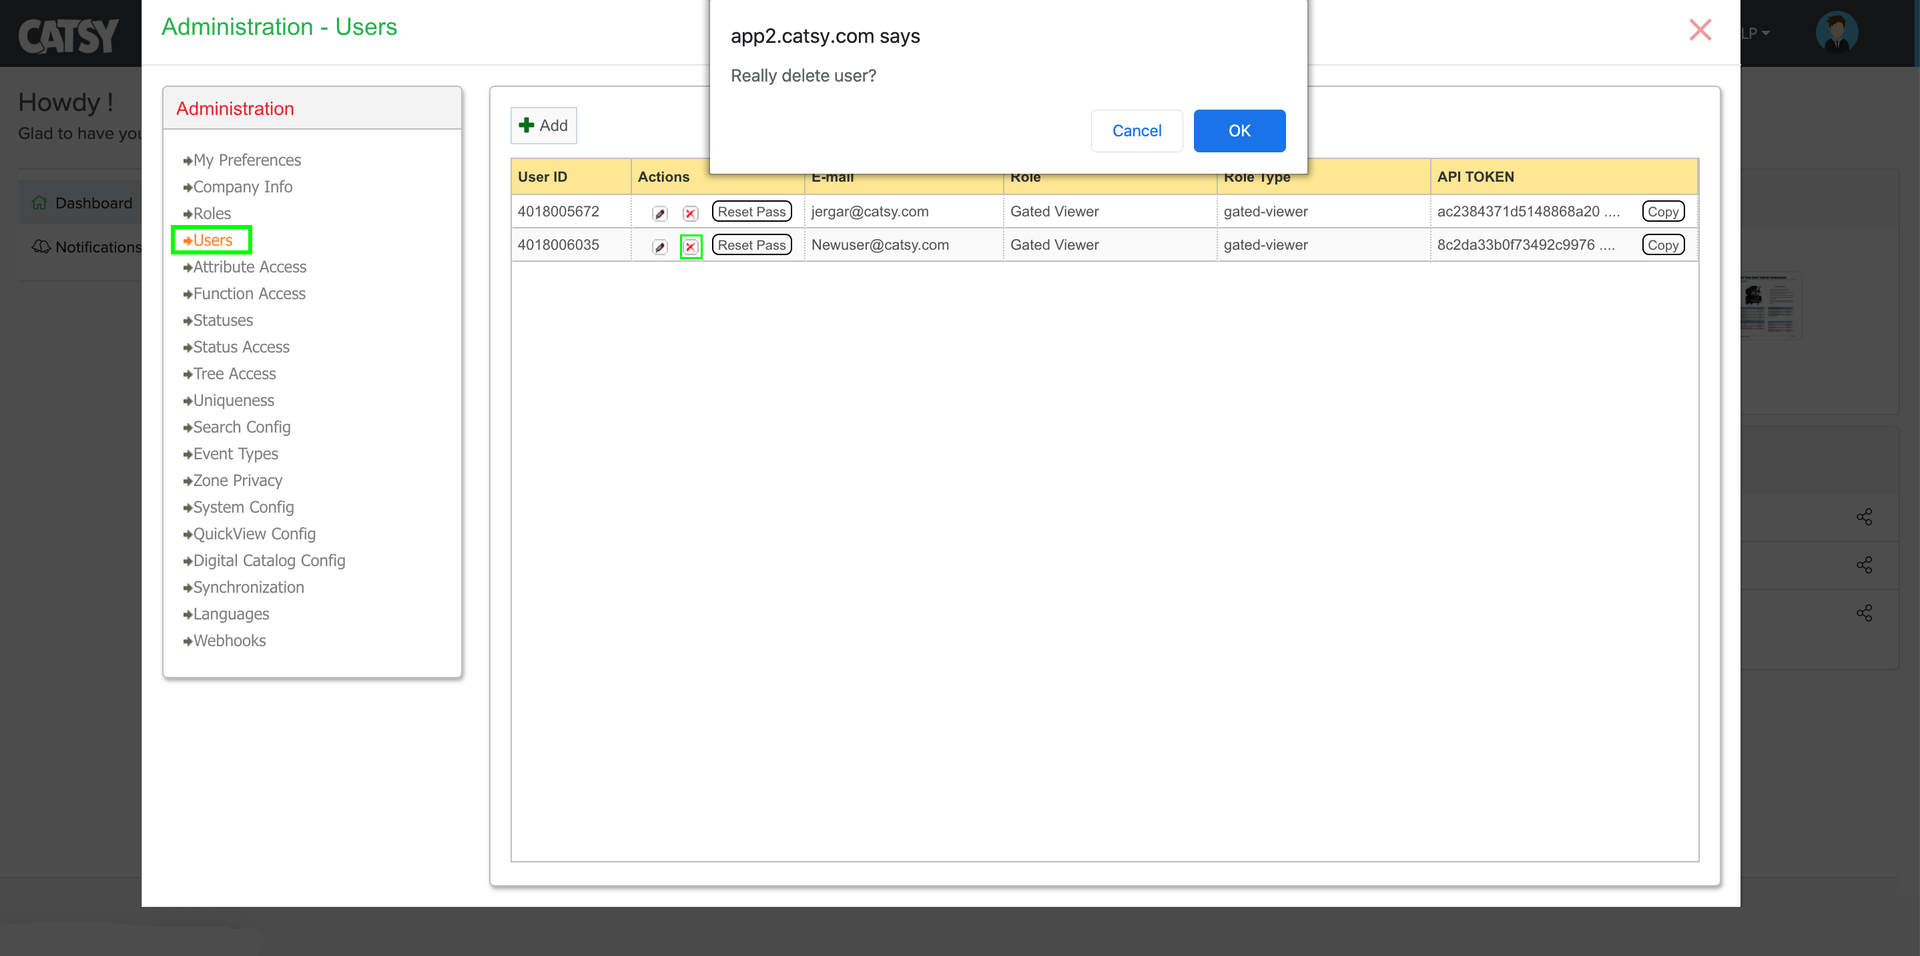 CATSY
Administration - Users
app2.catsy.com says
Really delete user?
Cancel
OK
LP
Howdy !
Glad to have you
Dashboard
Notifications
Administration
My Preferences
Company Info
Roles
Users
Attribute Access
Function Access
Statuses
Status Access
Tree Access
Uniqueness
Search Config
Event Types
Zone Privacy
System Config
QuickView Config
Digital Catalog Config
Synchronization
Languages
Webhooks
Add
User ID Actions E-mail Role Role Type API TOKEN
4018005672 Reset Pass jergar@catsy.com Gated Viewer gated-viewer ac2384371d5148868a20 .... Copy
4018006035 Reset Pass Newuser@catsy.com Gated Viewer gated-viewer 8c2da33b0f73492c9976 .... Copy